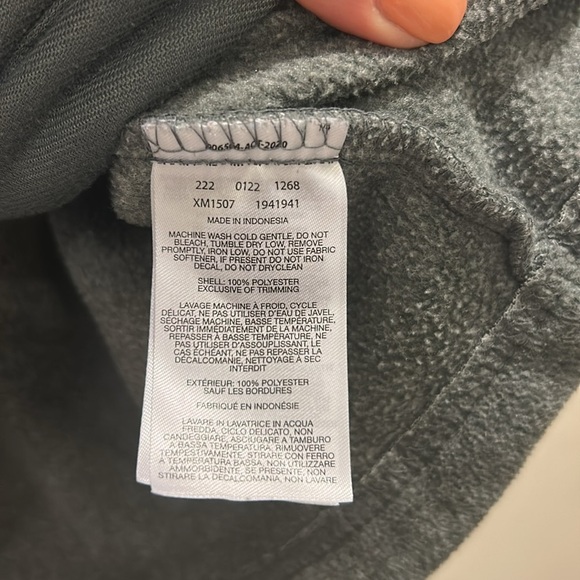 222 0122 1268
XM1507 1941941
MADE IN INDONESIA
MACHINE WASH COLD GENTLE, DO NOT
BLEACH, TUMBLE DRY LOW, REMOVE
PROMPTLY, IRON LOW, DO NOT USE FABRIC
SOFTENER, IF PRESENT DO NOT IRON
DECAL, DO NOT DRYCLEAN
SHELL: 100% POLYESTER
EXCLUSIVE OF TRIMMING
LAVAGE MACHINE À FROID, CYCLE
DÉLICAT, NE PAS UTILISER D'EAU DE JAVEL,
SÉCHAGE MACHINE, BASSE TEMPÉRATURE,
SORTIR IMMÉDIATEMENT DE LA MACHINE,
REPASSER À BASSE TEMPÉRATURE, NE
PAS UTILISER D'ASSOUPLISSANT, LE
CAS ÉCHÉANT, NE PAS REPASSER LA
DÉCALCOMANIE, NETTOYAGE À SEC
INTERDIT
EXTÉRIEUR: 100% POLYESTER
SAUF LES BORDURES
FABRIQUÉ EN INDONÉSIE
LAVARE IN LAVATRICE IN ACQUA
FREDDA, CICLO DELICATO, NON
CANDEGGIARE, ASCIUGARE A TAMBURO
A BASSA TEMPERATURA, RIMUOVERE
TEMPESTIVAMENTE, STIRARE CON FERRO
A TEMPERATURA BASSA, NON UTILIZZARE
AMMORBIDENTE, SE PRESENTE, NON
STIRARE LA DECALCOMANIA, NON LAVARE